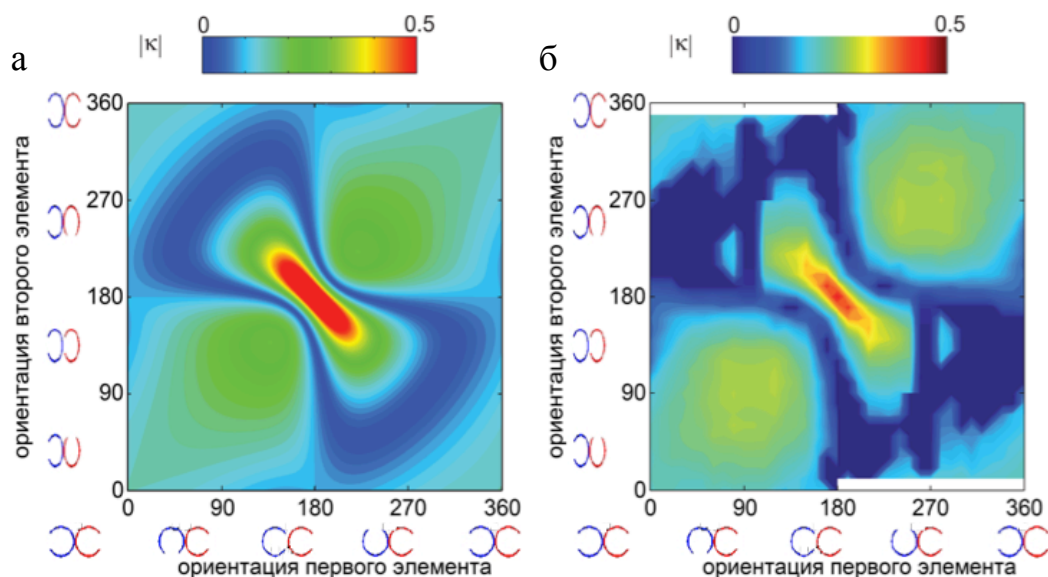 0 0.5
|κ|
а
360
270
180
90
0
ориентация второго элемента
0 90 180 270 360
ориентация первого элемента
0 0.5
|κ|
б
360
270
180
90
0
ориентация второго элемента
0 90 180 270 360
ориентация первого элемента